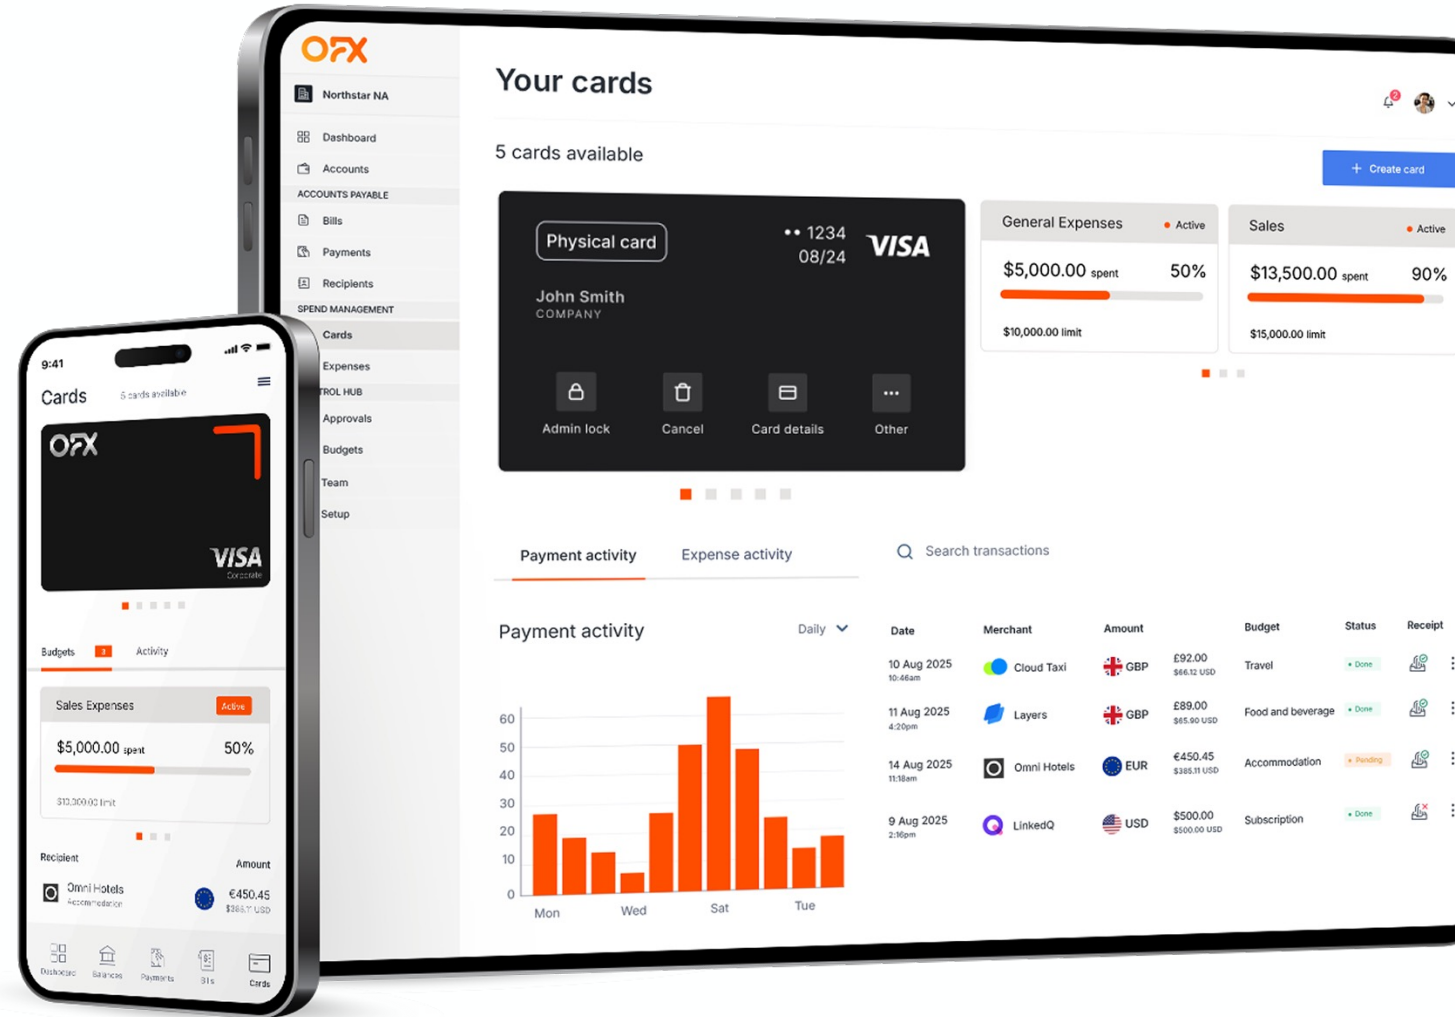 OFX
Northstar NA
Dashboard
Accounts
ACCOUNTS PAYABLE
Bills
Payments
Recipients
SPEND MANAGEMENT
Cards
Expenses
TROL HUB
Approvals
Budgets
Team
Setup
Your cards
2
5 cards available
+ Create card
Physical card
•• 1234
08/24
VISA
John Smith
COMPANY
Admin lock
Cancel
Card details
Other
General Expenses
• Active
$5,000.00 spent
50%
$10,000.00 limit
Sales
• Active
$13,500.00 spent
90%
$15,000.00 limit
Payment activity
Expense activity
Search transactions
Payment activity
Daily
60
50
40
30
20
10
0
Mon
Wed
Sat
Tue
Date Merchant Amount Budget Status Receipt
10 Aug 2025 Cloud Taxi GBP £92.00 Travel • Done
10:46am $66.12 USD
11 Aug 2025 Layers GBP £89.00 Food and beverage • Done
4:20pm $65.90 USD
14 Aug 2025 Omni Hotels EUR €450.45 Accommodation • Pending
11:18am $385.11 USD
9 Aug 2025 LinkedQ USD $500.00 Subscription • Done
2:16pm $500.00 USD
9:41
Cards
5 cards available
OFX
VISA
Corporate
Budgets
Activity
Sales Expenses
Active
$5,000.00 spent
50%
$10,000.00 limit
Recipient
Amount
Omni Hotels
€450.45
Accommodation
Dashboard
Balances
Payments
Bills
Cards